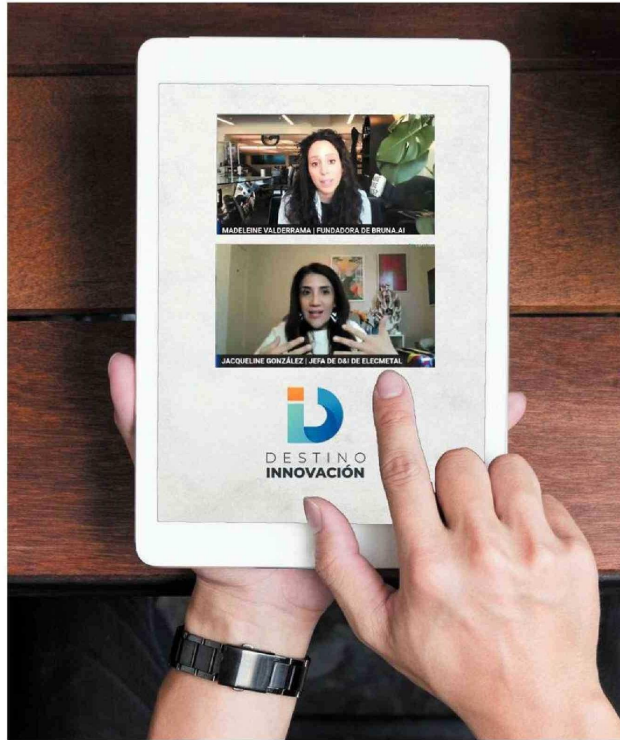 MADELEINE VALDERRAMA | FUNDADORA DE BRUNA.AI
JACQUELINE GONZÁLEZ | JEFA DE D&I DE ELECMETAL
DESTINO
INNOVACIÓN